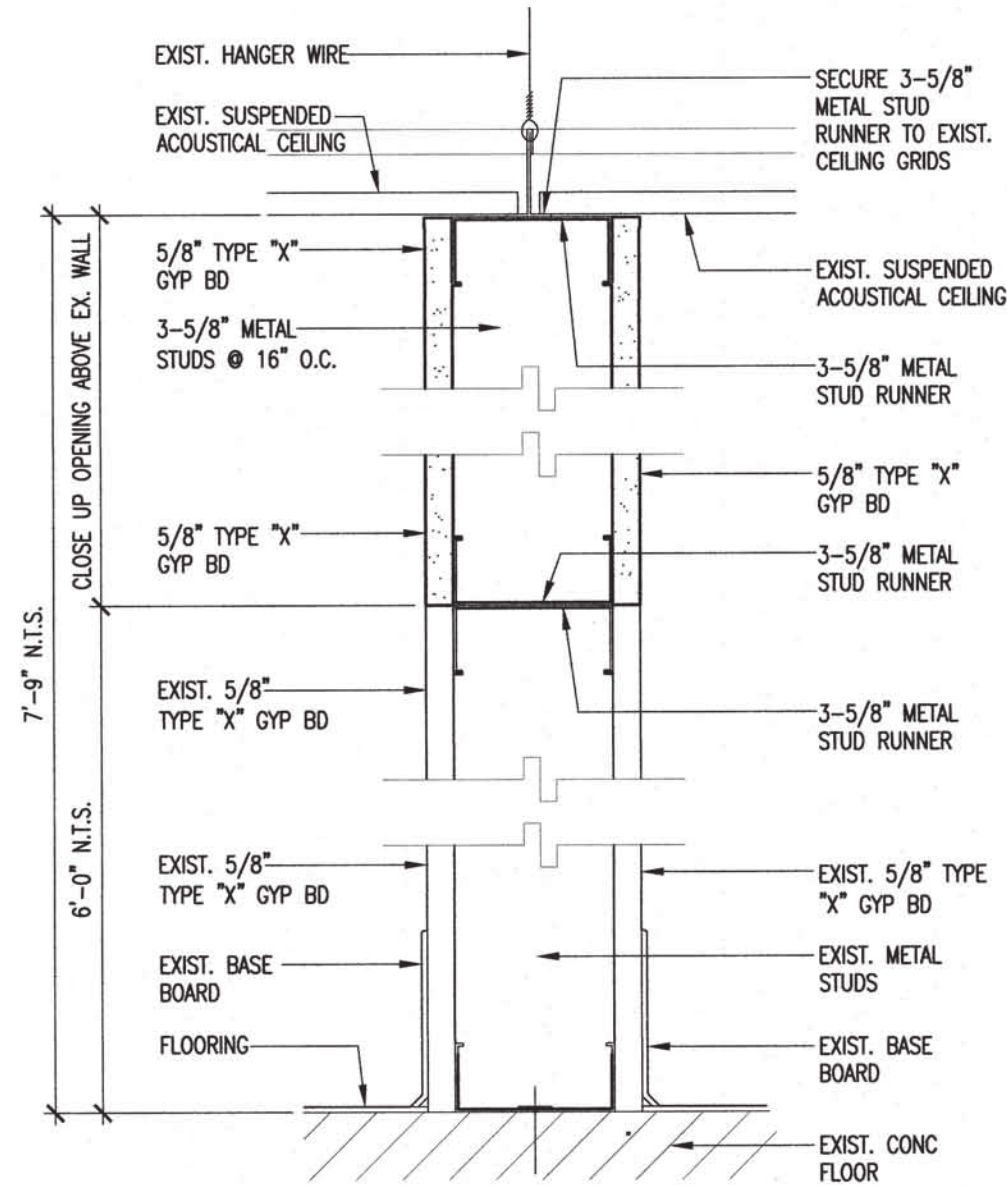 EXIST. HANGER WIRE
EXIST. SUSPENDED
ACOUSTICAL CEILING
SECURE 3-5/8"
METAL STUD
RUNNER TO EXIST.
CEILING GRIDS
5/8" TYPE "X"
GYP BD
3-5/8" METAL
STUDS @ 16" O.C.
EXIST. SUSPENDED
ACOUSTICAL CEILING
3-5/8" METAL
STUD RUNNER
CLOSE UP OPENING ABOVE EX. WALL
5/8" TYPE "X"
GYP BD
5/8" TYPE "X"
GYP BD
3-5/8" METAL
STUD RUNNER
7'-9" N.T.S.
EXIST. 5/8"
TYPE "X" GYP BD
3-5/8" METAL
STUD RUNNER
6'-0" N.T.S.
EXIST. 5/8"
TYPE "X" GYP BD
EXIST. 5/8" TYPE
"X" GYP BD
EXIST. BASE
BOARD
EXIST. METAL
STUDS
FLOORING
EXIST. BASE
BOARD
EXIST. CONC
FLOOR